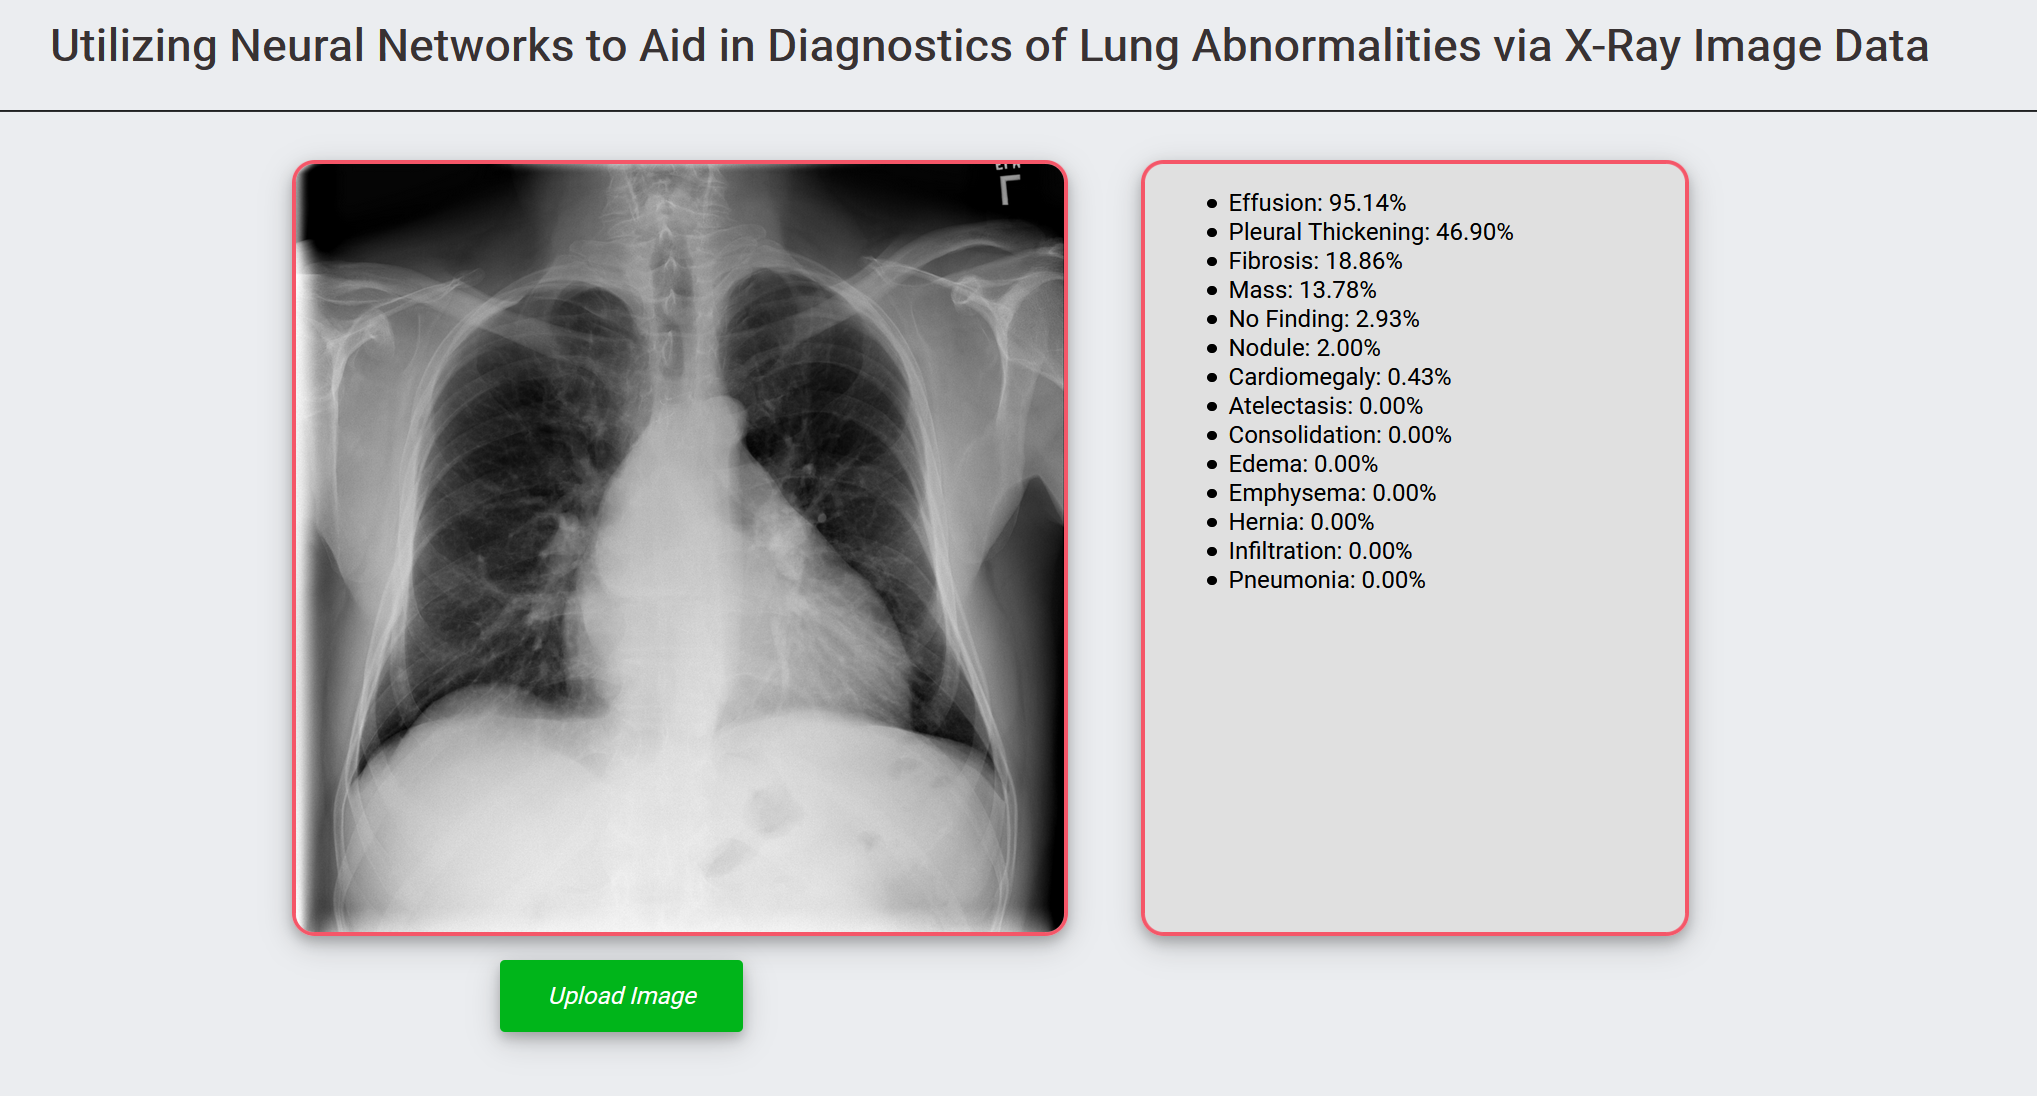 Utilizing Neural Networks to Aid in Diagnostics of Lung Abnormalities via X-Ray Image Data
L
Effusion: 95.14%
Pleural Thickening: 46.90%
Fibrosis: 18.86%
Mass: 13.78%
No Finding: 2.93%
Nodule: 2.00%
Cardiomegaly: 0.43%
Atelectasis: 0.00%
Consolidation: 0.00%
Edema: 0.00%
Emphysema: 0.00%
Hernia: 0.00%
Infiltration: 0.00%
Pneumonia: 0.00%
Upload Image